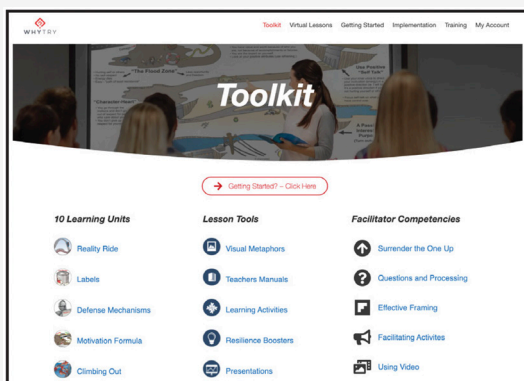 WHYTRY
Toolkit Virtual Lessons Getting Started Implementation Training My Account
"The Flood Zone"
Use Positive
"Self Talk"
"Character Head"
Toolkit
Getting Started? – Click Here
10 Learning Units
Reality Ride
Labels
Defense Mechanisms
Motivation Formula
Climbing Out
Lesson Tools
Visual Metaphors
Teachers Manuals
Learning Activities
Resilience Boosters
Presentations
Facilitator Competencies
Surrender the One Up
Questions and Processing
Effective Framing
Facilitating Activites
Using Video